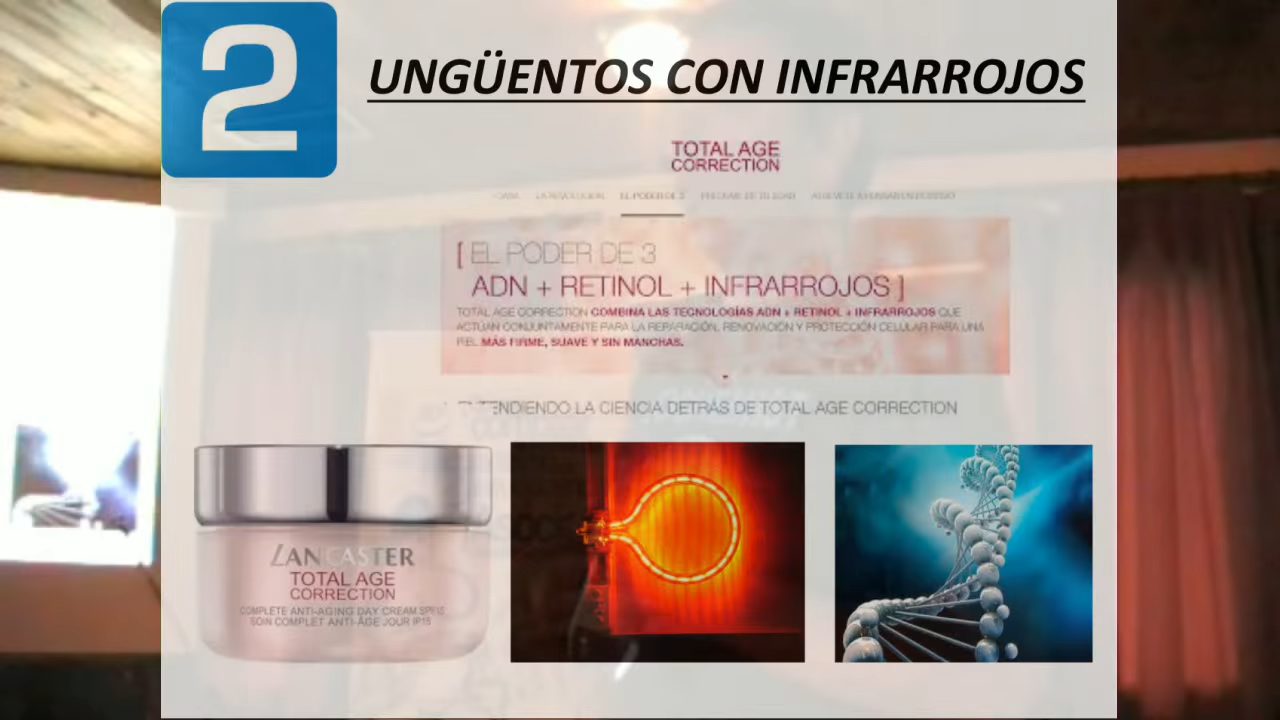 2
UNGÜENTOS CON INFRARROJOS
TOTAL AGE
CORRECTION
EL PODER DE 3
[ EL PODER DE 3
ADN + RETINOL + INFRARROJOS ]
TOTAL AGE CORRECTION COMBINA LAS TECNOLOGÍAS ADN + RETINOL + INFRARROJOS QUE
ACTÚAN CONJUNTAMENTE PARA LA REPARACIÓN, RENOVACIÓN Y PROTECCIÓN CELULAR PARA UNA
PIEL MÁS FIRME, SUAVE Y SIN MANCHAS.
ENTENDIENDO LA CIENCIA DETRÁS DE TOTAL AGE CORRECTION
LANCASTER
TOTAL AGE
CORRECTION
COMPLETE ANTI-AGING DAY CREAM SPF15
SOIN COMPLET ANTI-ÂGE JOUR IP15